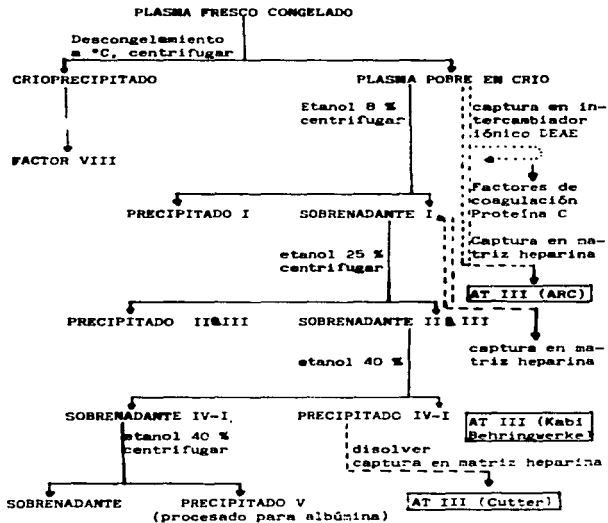 PLASMA FRESCO CONGELADO
Descongelamiento
a °C, centrifugar
CRIOPRECIPITADO
PLASMA POBRE EN CRIO
Etanol 8 %
centrifugar
captura en in-
tercambiador
iónico DEAE
FACTOR VIII
Factores de
coagulación
Proteína C
PRECIPITADO I
SOBRENADANTE I
Captura en ma-
triz heparina
etanol 25 %
centrifugar
AT III (ARC)
PRECIPITADO II&III
SOBRENADANTE II & III
captura en ma-
triz heparina
etanol 40 %
SOBRENADANTE IV-I
PRECIPITADO IV-I
AT III (Kabi
Behringwerke)
etanol 40 %
centrifugar
disolver
captura en matriz heparina
SOBRENADANTE
PRECIPITADO V
(procesado para albúmina)
AT III (Cutter)